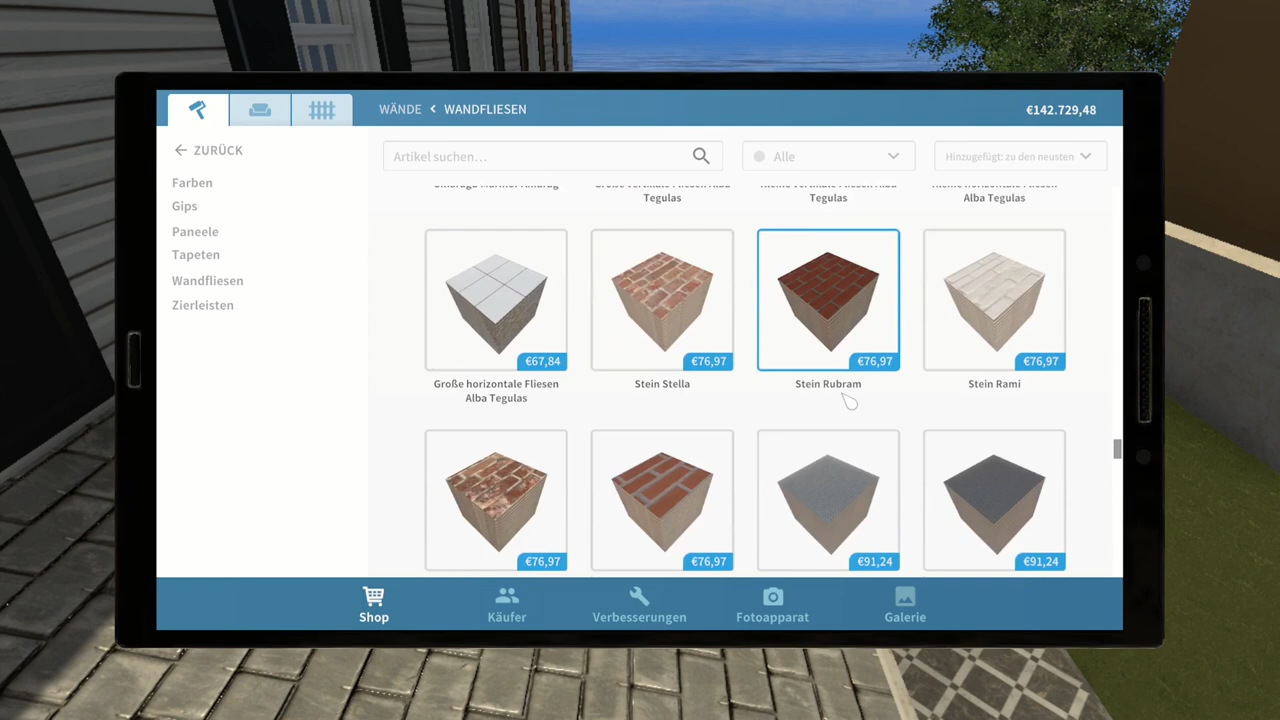 WÄNDE < WANDFLIESEN
€142.729,48
ZURÜCK
Artikel suchen...
Alle
Hinzugefügt: zu den neusten
Farben
Gips
Paneele
Tapeten
Wandfliesen
Zierleisten
Tegulas
Tegulas
Alba Tegulas
€67,84
€76,97
€76,97
€76,97
Große horizontale Fliesen
Alba Tegulas
Stein Stella
Stein Rubram
Stein Rami
€76,97
€76,97
€91,24
€91,24
Shop
Käufer
Verbesserungen
Fotoapparat
Galerie